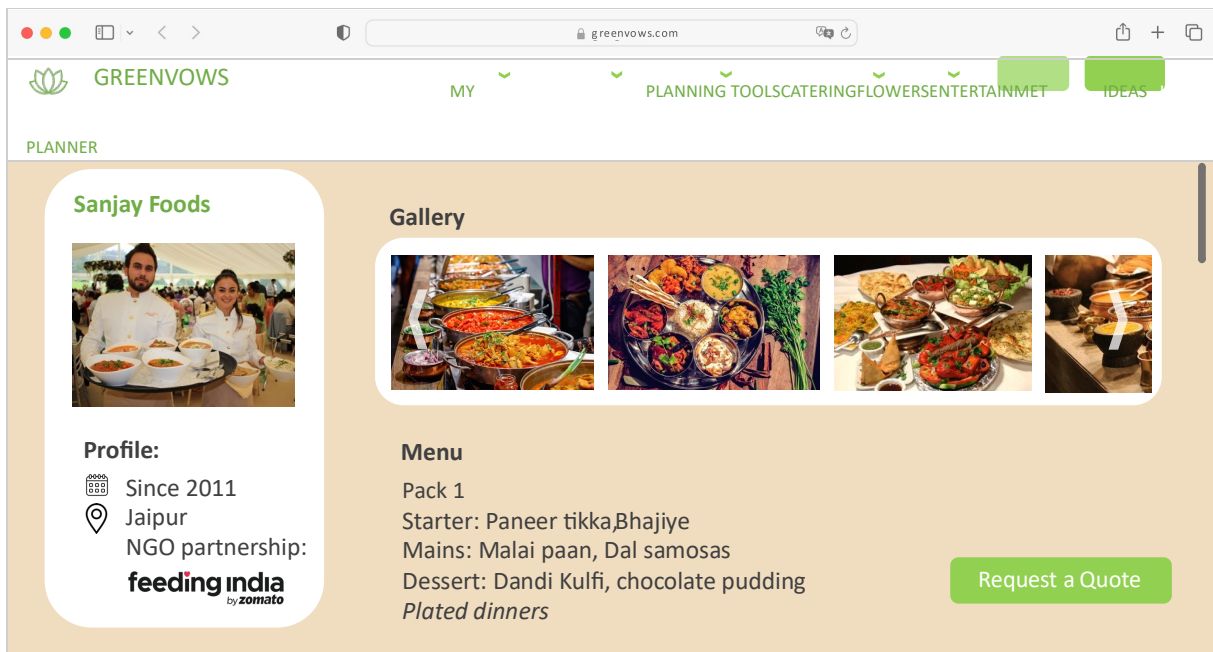 greenvows.com
GREENVOWS
MY PLANNING TOOLSCATERINGFLOWERSENTERTAINMET IDEAS
PLANNER
Sanjay Foods
Gallery
Profile:
Since 2011
Jaipur
NGO partnership:
feeding india
by zomato
Menu
Pack 1
Starter: Paneer tikka,Bhajiye
Mains: Malai paan, Dal samosas
Dessert: Dandi Kulfi, chocolate pudding
Plated dinners
Request a Quote